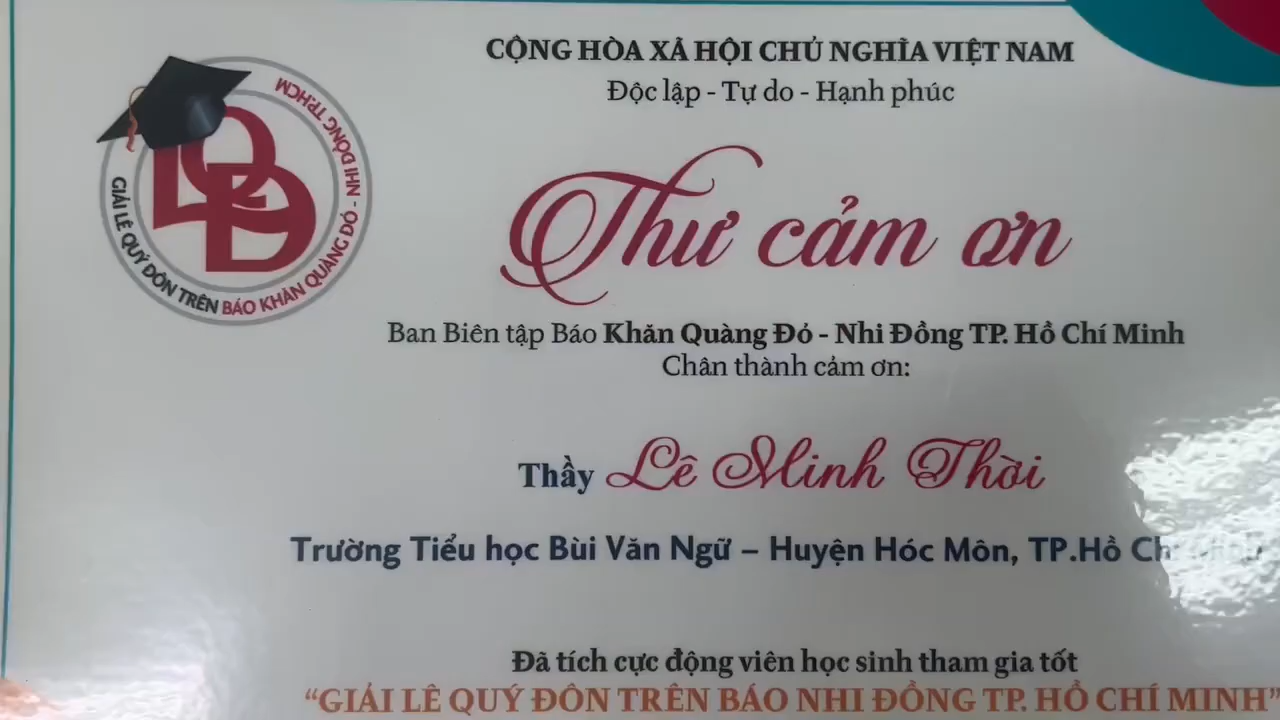 CỘNG HÒA XÃ HỘI CHỦ NGHĨA VIỆT NAM
Độc lập - Tự do - Hạnh phúc
LQĐ
GIẢI LÊ QUÝ ĐÔN TRÊN BÁO KHĂN QUÀNG ĐỎ - NHI ĐỒNG TP.HCM
Thư cảm ơn
Ban Biên tập Báo Khăn Quàng Đỏ - Nhi Đồng TP. Hồ Chí Minh
Chân thành cảm ơn:
Thầy Lê Minh Thời
Trường Tiểu học Bùi Văn Ngữ – Huyện Hóc Môn, TP.Hồ
Đã tích cực động viên học sinh tham gia tốt
“GIẢI LÊ QUÝ ĐÔN TRÊN BÁO NHI ĐỒNG TP. HỒ CHÍ MINH”